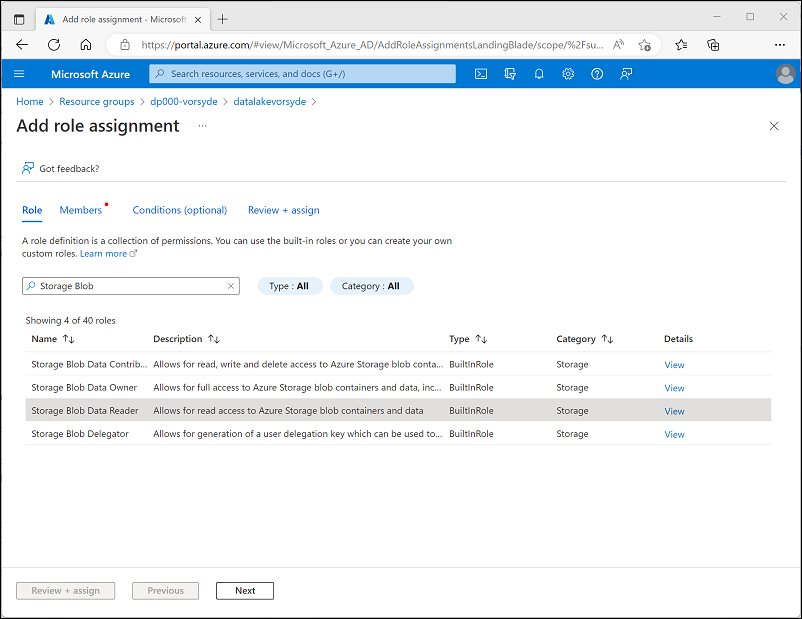 Add role assignment - Microsoft
https://portal.azure.com/#view/Microsoft_Azure_AD/AddRoleAssignmentsLandingBlade/scope/%2Fsu...
Microsoft Azure
Search resources, services, and docs (G+/)
Home > Resource groups > dp000-vorsyde > datalakevorsyde >
Add role assignment ...
Got feedback?
Role Members Conditions (optional) Review + assign
A role definition is a collection of permissions. You can use the built-in roles or you can create your own
custom roles. Learn more
Storage Blob Type : All Category : All
Showing 4 of 40 roles
Name Description Type Category Details
Storage Blob Data Contrib... Allows for read, write and delete access to Azure Storage blob conta... BuiltInRole Storage View
Storage Blob Data Owner Allows for full access to Azure Storage blob containers and data, inc... BuiltInRole Storage View
Storage Blob Data Reader Allows for read access to Azure Storage blob containers and data BuiltInRole Storage View
Storage Blob Delegator Allows for generation of a user delegation key which can be used to... BuiltInRole Storage View
Review + assign Previous Next